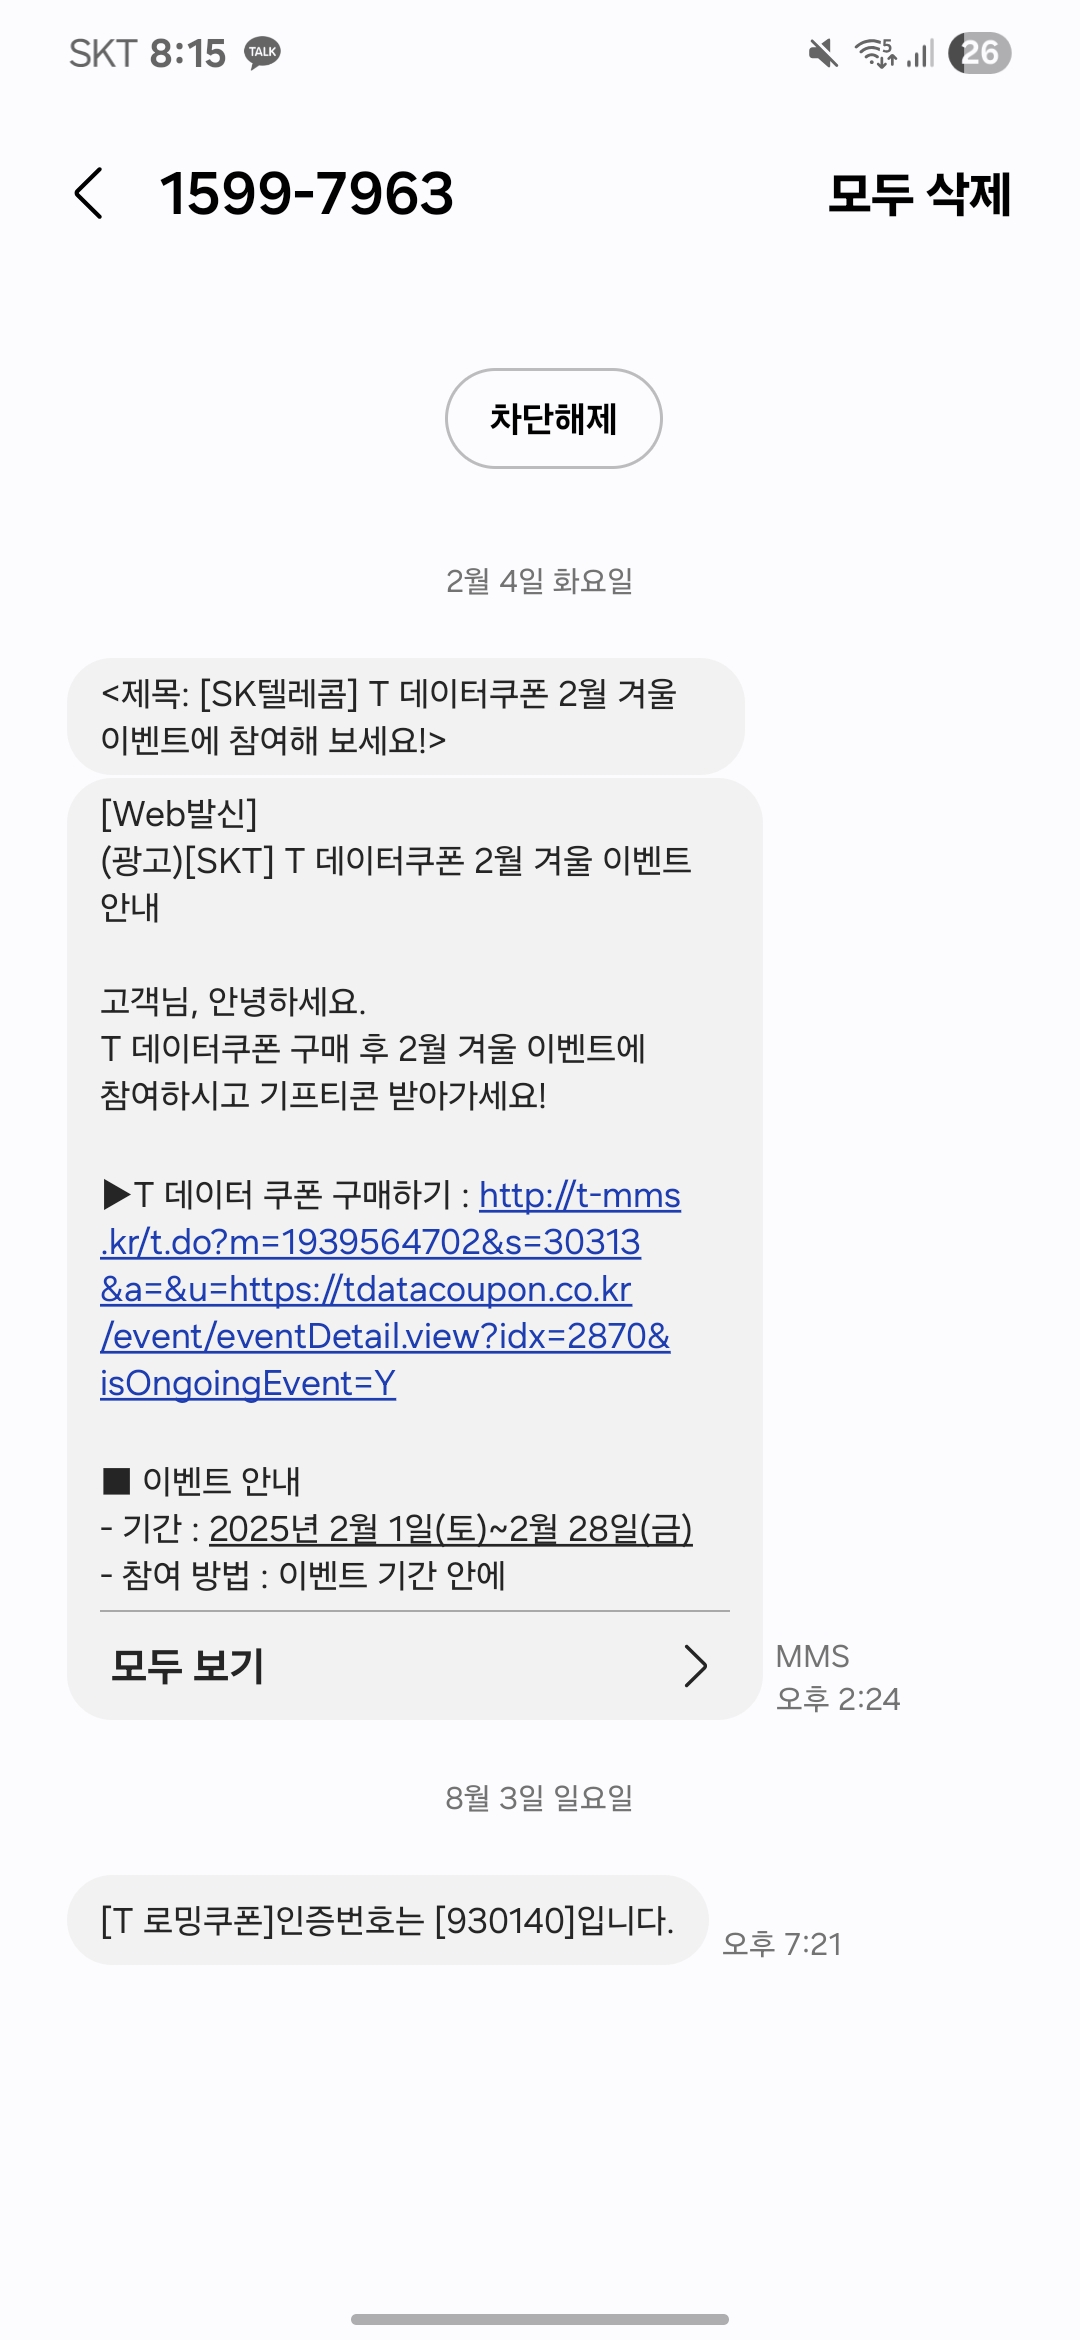 SKT 8:15 TALK 5 26
1599-7963 모두 삭제
차단해제
2월 4일 화요일
<제목: [SK텔레콤] T 데이터쿠폰 2월 겨울
이벤트에 참여해 보세요!>
[Web발신]
(광고)[SKT] T 데이터쿠폰 2월 겨울 이벤트
안내
고객님, 안녕하세요.
T 데이터쿠폰 구매 후 2월 겨울 이벤트에
참여하시고 기프티콘 받아가세요!
▶T 데이터 쿠폰 구매하기 : http://t-mms
.kr/t.do?m=1939564702&s=30313
&a=&u=https://tdatacoupon.co.kr
/event/eventDetail.view?idx=2870&
isOngoingEvent=Y
■ 이벤트 안내
- 기간 : 2025년 2월 1일(토)~2월 28일(금)
- 참여 방법 : 이벤트 기간 안에
모두 보기
MMS
오후 2:24
8월 3일 일요일
[T 로밍쿠폰]인증번호는 [930140]입니다.
오후 7:21